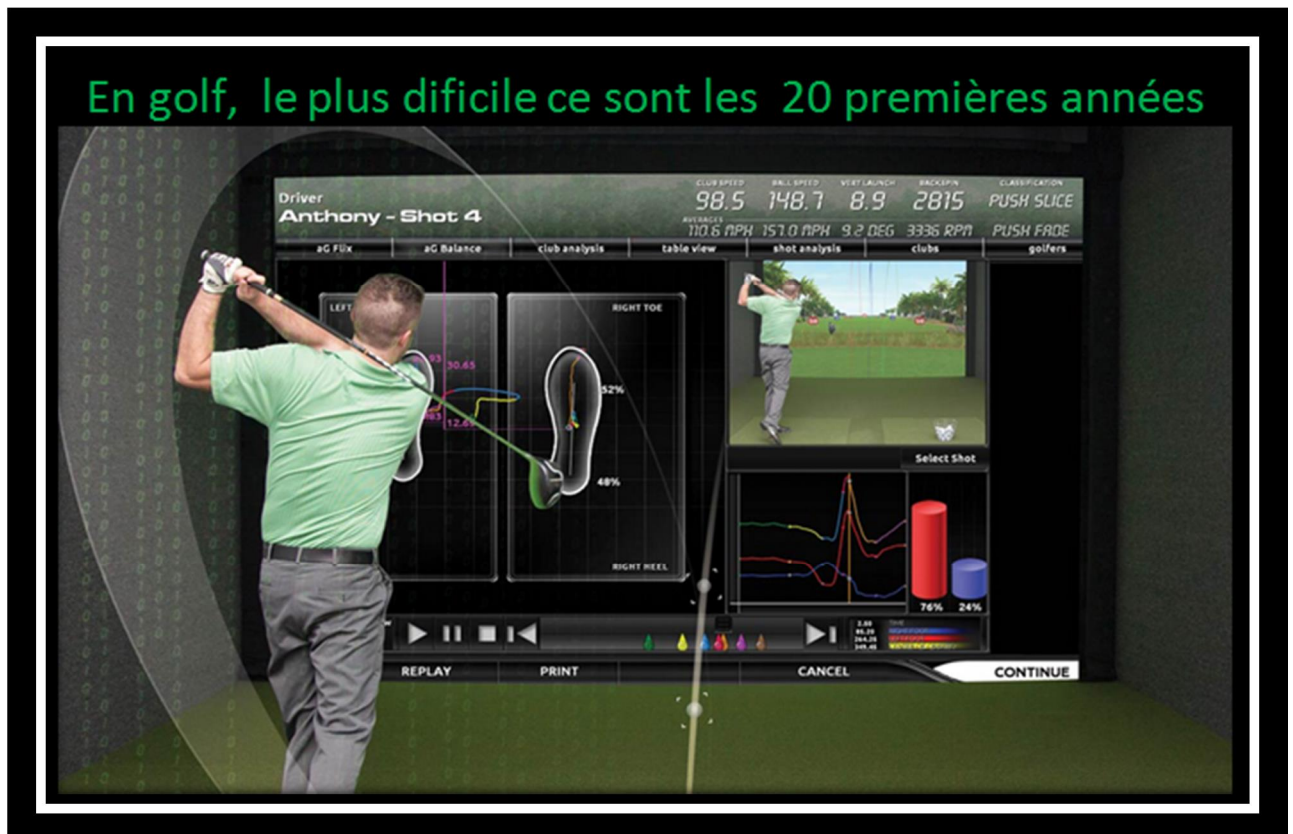 En golf, le plus dificile ce sont les 20 premières années
Driver
Anthony - Shot 4
CLUB SPEED BALL SPEED VERT LAUNCH BACKSPIN CLASSIFICATION
98.5 148.7 8.9 2815 PUSH SLICE
AVERAGES
110.6 MPH 157.0 MPH 9.2 DEG 3336 RPM PUSH FADE
aG Flix aG Balance club analysis table view shot analysis clubs golfers
LEFT RIGHT TOE
30.65
52%
48%
RIGHT HEEL
Select Shot
76% 24%
TIME
REPLAY PRINT CANCEL CONTINUE